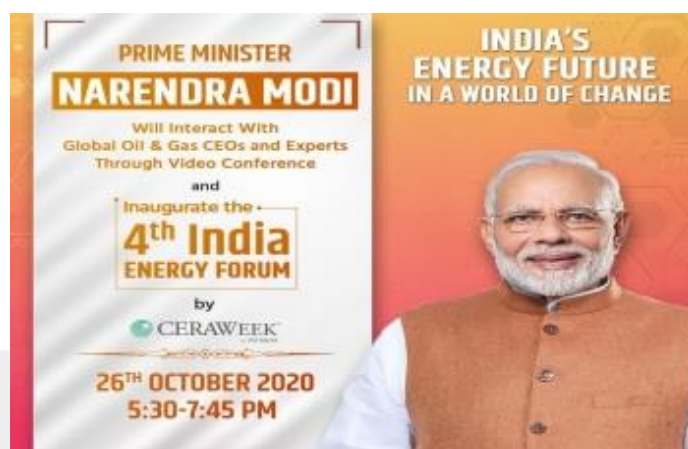 PRIME MINISTER
NARENDRA MODI
Will Interact With
Global Oil & Gas CEOs and Experts
Through Video Conference
and
Inaugurate the
4th India
ENERGY FORUM
by
CERAWEEK
26TH OCTOBER 2020
5:30-7:45 PM
INDIA'S
ENERGY FUTURE
IN A WORLD OF CHANGE